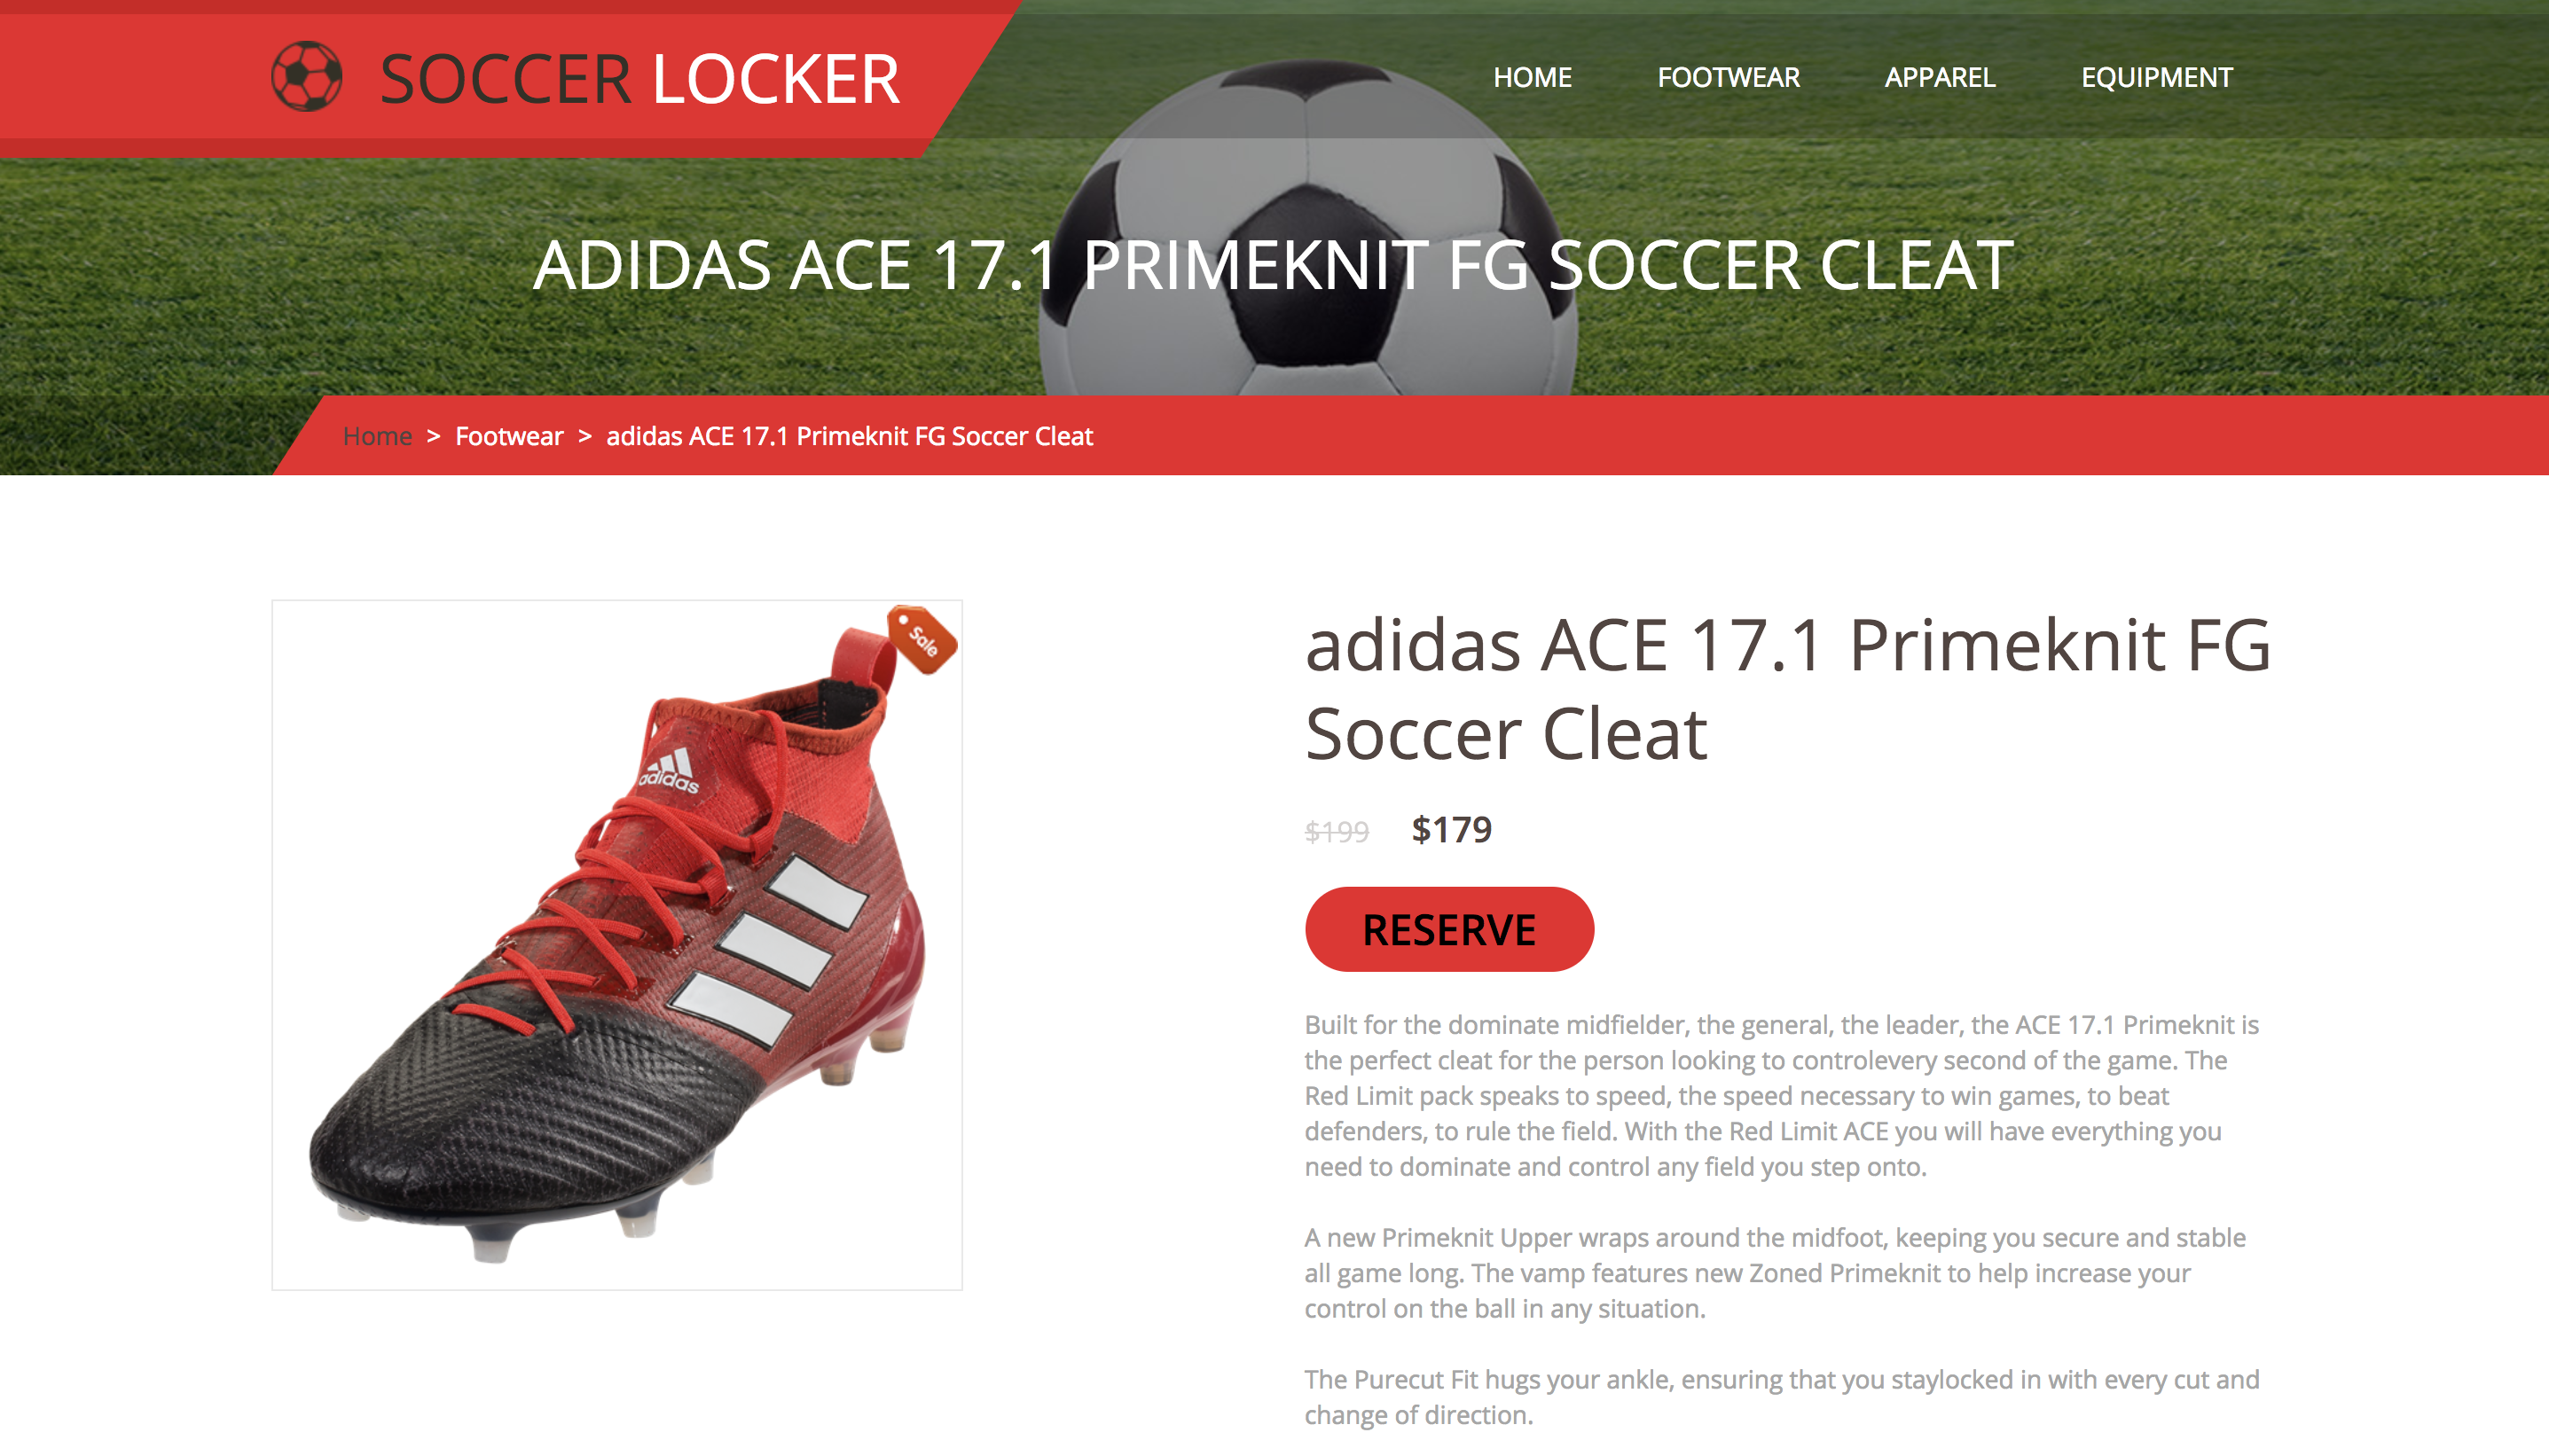 SOCCER LOCKER
HOME FOOTWEAR APPAREL EQUIPMENT
ADIDAS ACE 17.1 PRIMEKNIT FG SOCCER CLEAT
Home > Footwear > adidas ACE 17.1 Primeknit FG Soccer Cleat
Sale
adidas
adidas ACE 17.1 Primeknit FG
Soccer Cleat
$199 $179
RESERVE
Built for the dominate midfielder, the general, the leader, the ACE 17.1 Primeknit is
the perfect cleat for the person looking to controlevery second of the game. The
Red Limit pack speaks to speed, the speed necessary to win games, to beat
defenders, to rule the field. With the Red Limit ACE you will have everything you
need to dominate and control any field you step onto.
A new Primeknit Upper wraps around the midfoot, keeping you secure and stable
all game long. The vamp features new Zoned Primeknit to help increase your
control on the ball in any situation.
The Purecut Fit hugs your ankle, ensuring that you staylocked in with every cut and
change of direction.